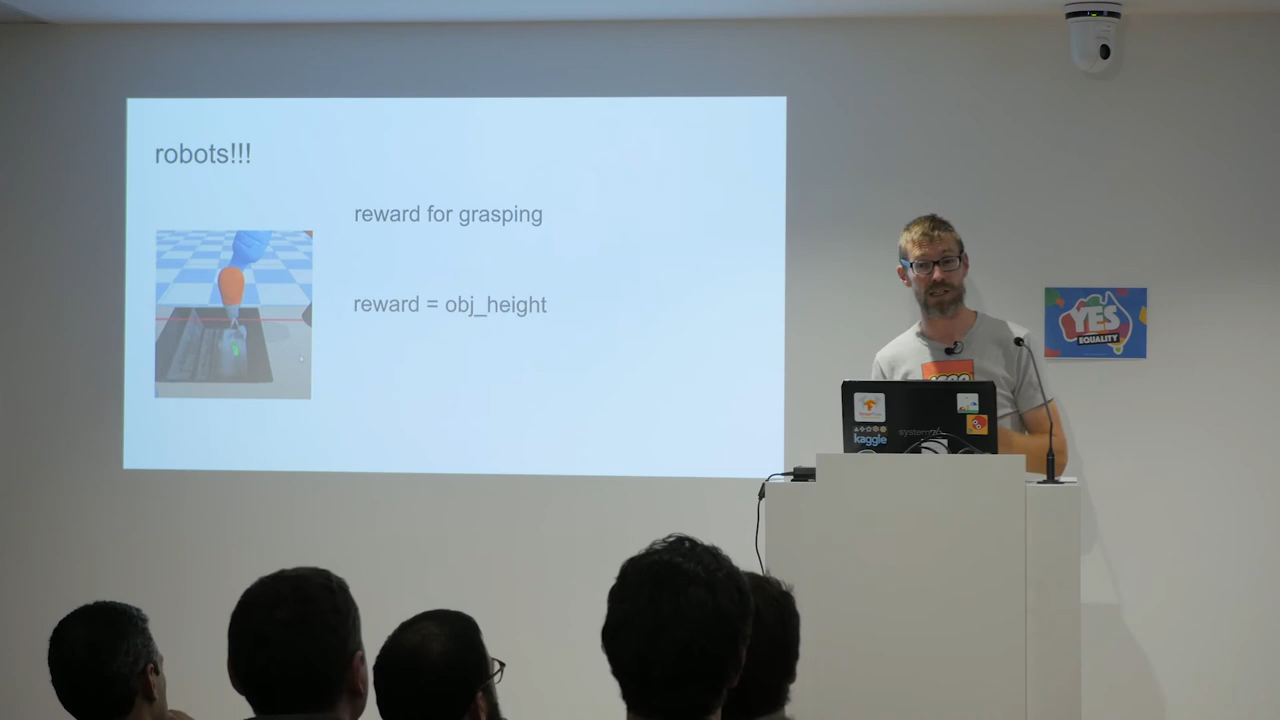 robots!!!
reward for grasping
reward = obj_height
YES
EQUALITY
kaggle